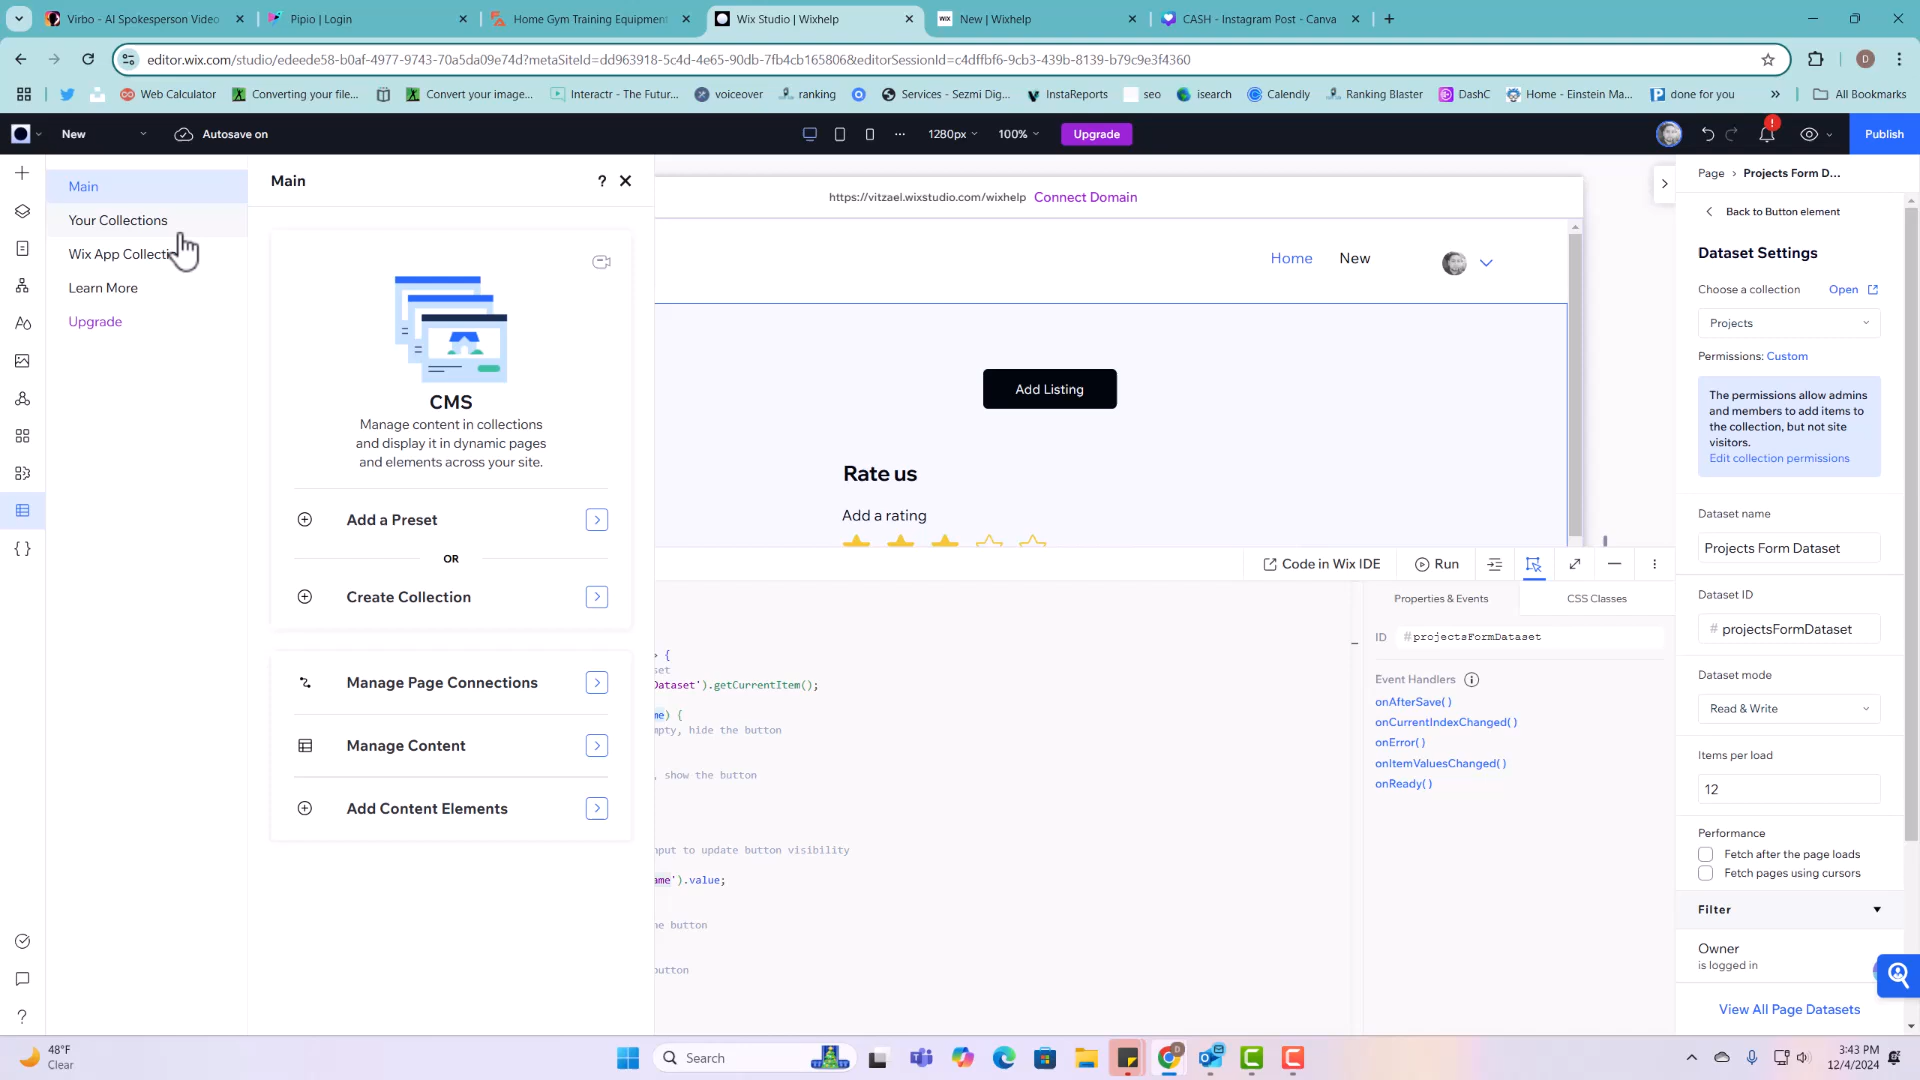 Virbo - AI Spokesperson Video
Pipio | Login
Home Gym Training Equipment
Wix Studio | Wixhelp
WIX
New | Wixhelp
CASH - Instagram Post - Canva
editor.wix.com/studio/edeede58-b0af-4977-9743-70a5da09e74d?metaSiteId=dd963918-5c4d-4e65-90db-7fb4cb165806&editorSessionId=c4dffbf6-9cb3-439b-8139-b79c9e3f4360
D
Web Calculator
Converting your file...
Convert your image...
Interactr - The Futur...
voiceover
ranking
Services - Sezmi Dig...
InstaReports
seo
isearch
Calendly
Ranking Blaster
DashC
Home - Einstein Ma...
done for you
All Bookmarks
New
Autosave on
1280px
100%
Upgrade
Publish
Main
Your Collections
Wix App Collecti
Learn More
Upgrade
Main
?
CMS
Manage content in collections
and display it in dynamic pages
and elements across your site.
Add a Preset
OR
Create Collection
Manage Page Connections
Manage Content
Add Content Elements
https://vitzael.wixstudio.com/wixhelp Connect Domain
Home
New
Add Listing
Rate us
Add a rating
Code in Wix IDE
Run
> {
set
Dataset').getCurrentItem();
me) {
mpty, hide the button
, show the button
nput to update button visibility
ame').value;
he button
button
Properties & Events
CSS Classes
ID #projectsFormDataset
Event Handlers
onAfterSave()
onCurrentIndexChanged()
onError()
onItemValuesChanged()
onReady()
Page > Projects Form D...
Back to Button element
Dataset Settings
Choose a collection
Open
Projects
Permissions: Custom
The permissions allow admins
and members to add items to
the collection, but not site
visitors.
Edit collection permissions
Dataset name
Projects Form Dataset
Dataset ID
# projectsFormDataset
Dataset mode
Read & Write
Items per load
12
Performance
Fetch after the page loads
Fetch pages using cursors
Filter
Owner
is logged in
View All Page Datasets
48°F
Clear
Search
3:43 PM
12/4/2024